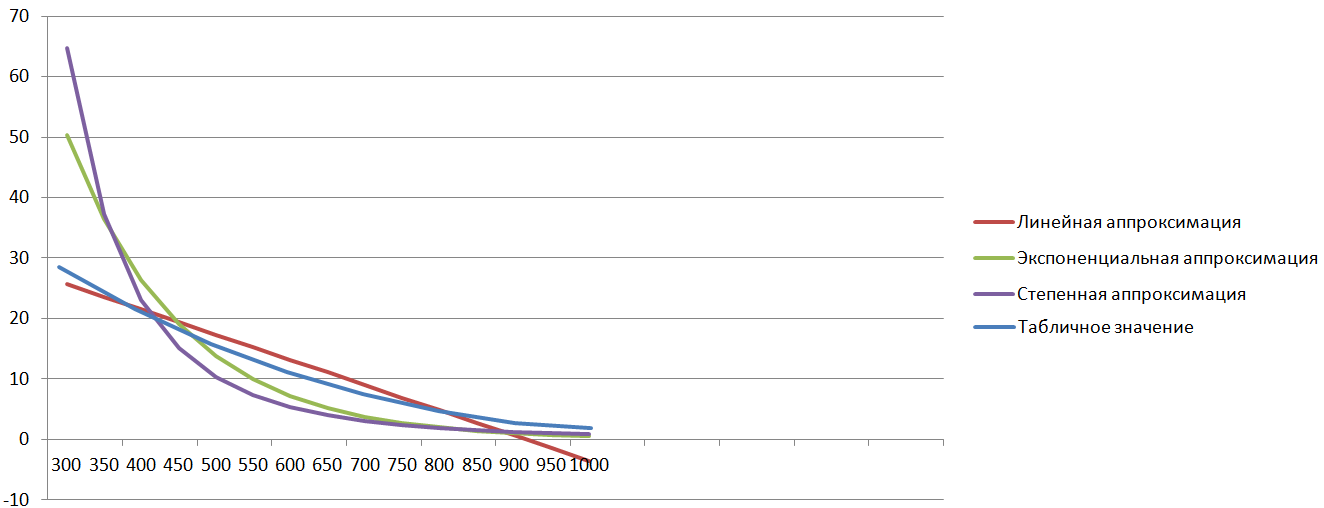 70
60
50
40
30
20
10
0
-10
300 350 400 450 500 550 600 650 700 750 800 850 900 950 1000
Линейная аппроксимация
Экспоненциальная аппроксимация
Степенная аппроксимация
Табличное значение